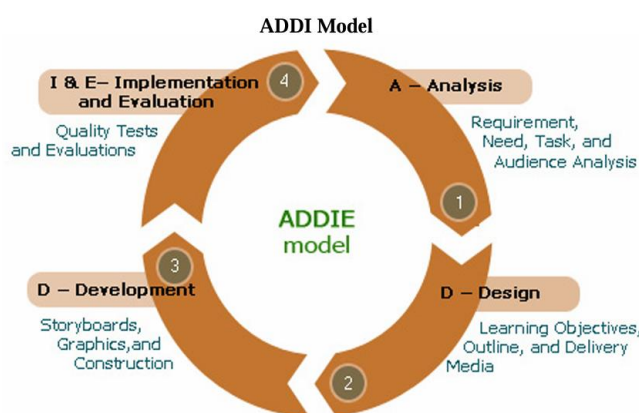 ADDI Model
I & E– Implementation
and Evaluation
4
Quality Tests
and Evaluations
A – Analysis
Requirement,
Need, Task, and
Audience Analysis
1
ADDIE
model
3
D – Development
Storyboards,
Graphics,and
Construction
D – Design
Learning Objectives,
Outline, and Delivery
Media
2